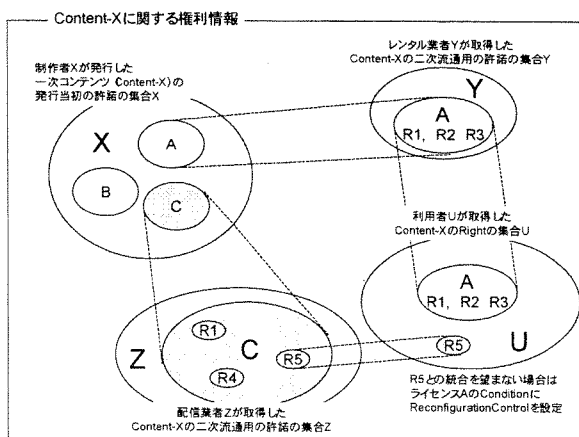 Content-Xに関する権利情報
制作者Xが発行した
一次コンテンツ(Content-X)の
発行当初の許諾の集合X
X
A
B
C
レンタル業者Yが取得した
Content-Xの二次流通用の許諾の集合Y
Y
A
R1, R2 R3
利用者Uが取得した
Content-XのRightの集合U
A
R1, R2 R3
R5
U
R5との統合を望まない場合は
ライセンスAのConditionに
ReconfigurationControlを設定
Z
R1
C
R5
R4
配信業者Zが取得した
Content-Xの二次流通用の許諾の集合Z